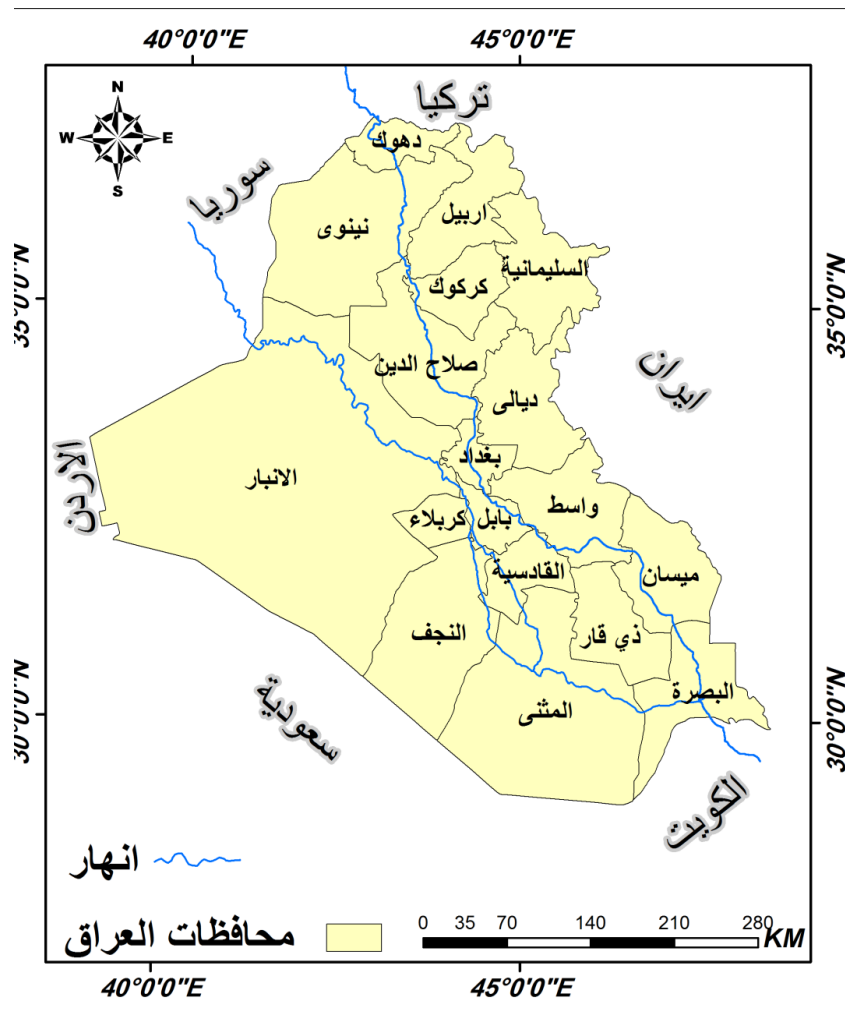 40°0'0"E
45°0'0"E
N
W
E
S
تركيا
سوريا
ايران
الاردن
سعودية
الكويت
35°0'0"N
35°0'0"N
30°0'0"N
30°0'0"N
دهوك
نينوى
اربيل
السليمانية
كركوك
صلاح الدين
ديالى
بغداد
الانبار
واسط
بابل
كربلاء
القادسية
ميسان
النجف
ذي قار
البصرة
المثنى
انهار
محافظات العراق
0 35 70 140 210 280 KM
40°0'0"E
45°0'0"E